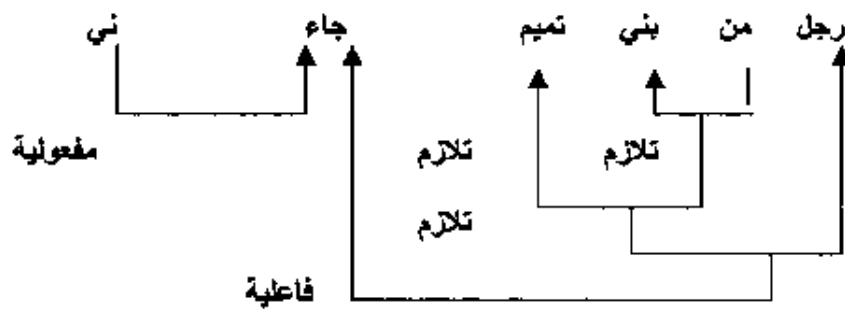 رجل من بني تميم جاء ني
تلازم تلازم مفعولية
تلازم
فاعلية